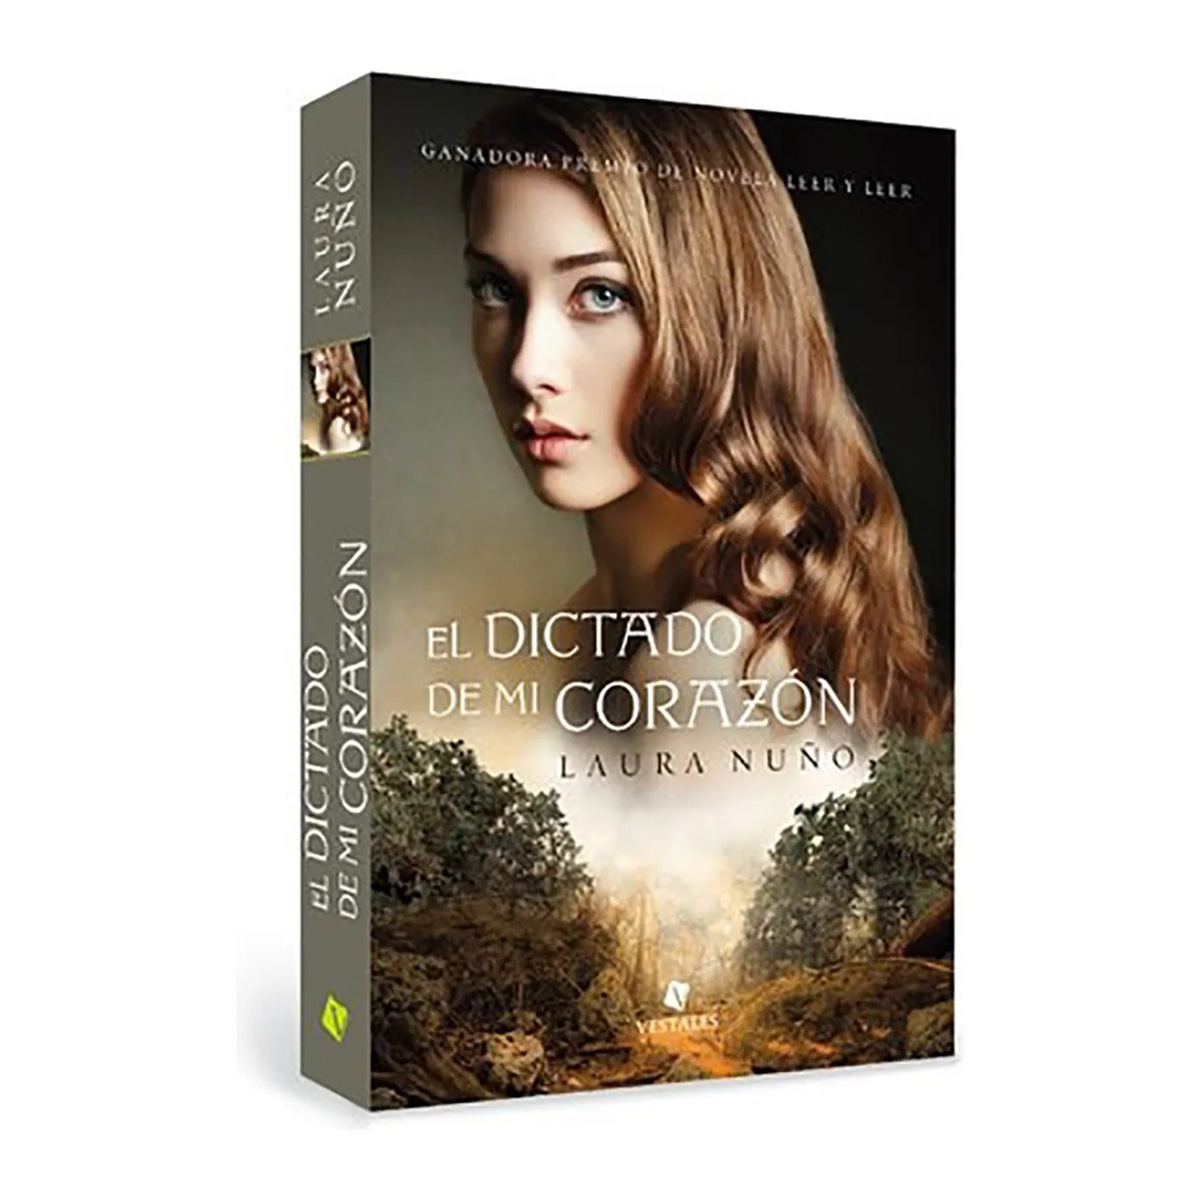 LAURA
NUÑO
EL DICTADO
DE MI CORAZÓN
GANADORA PREMIO DE NOVELA LEER Y LEER
EL DICTADO
DE MI CORAZÓN
LAURA NUÑO
VESTALES